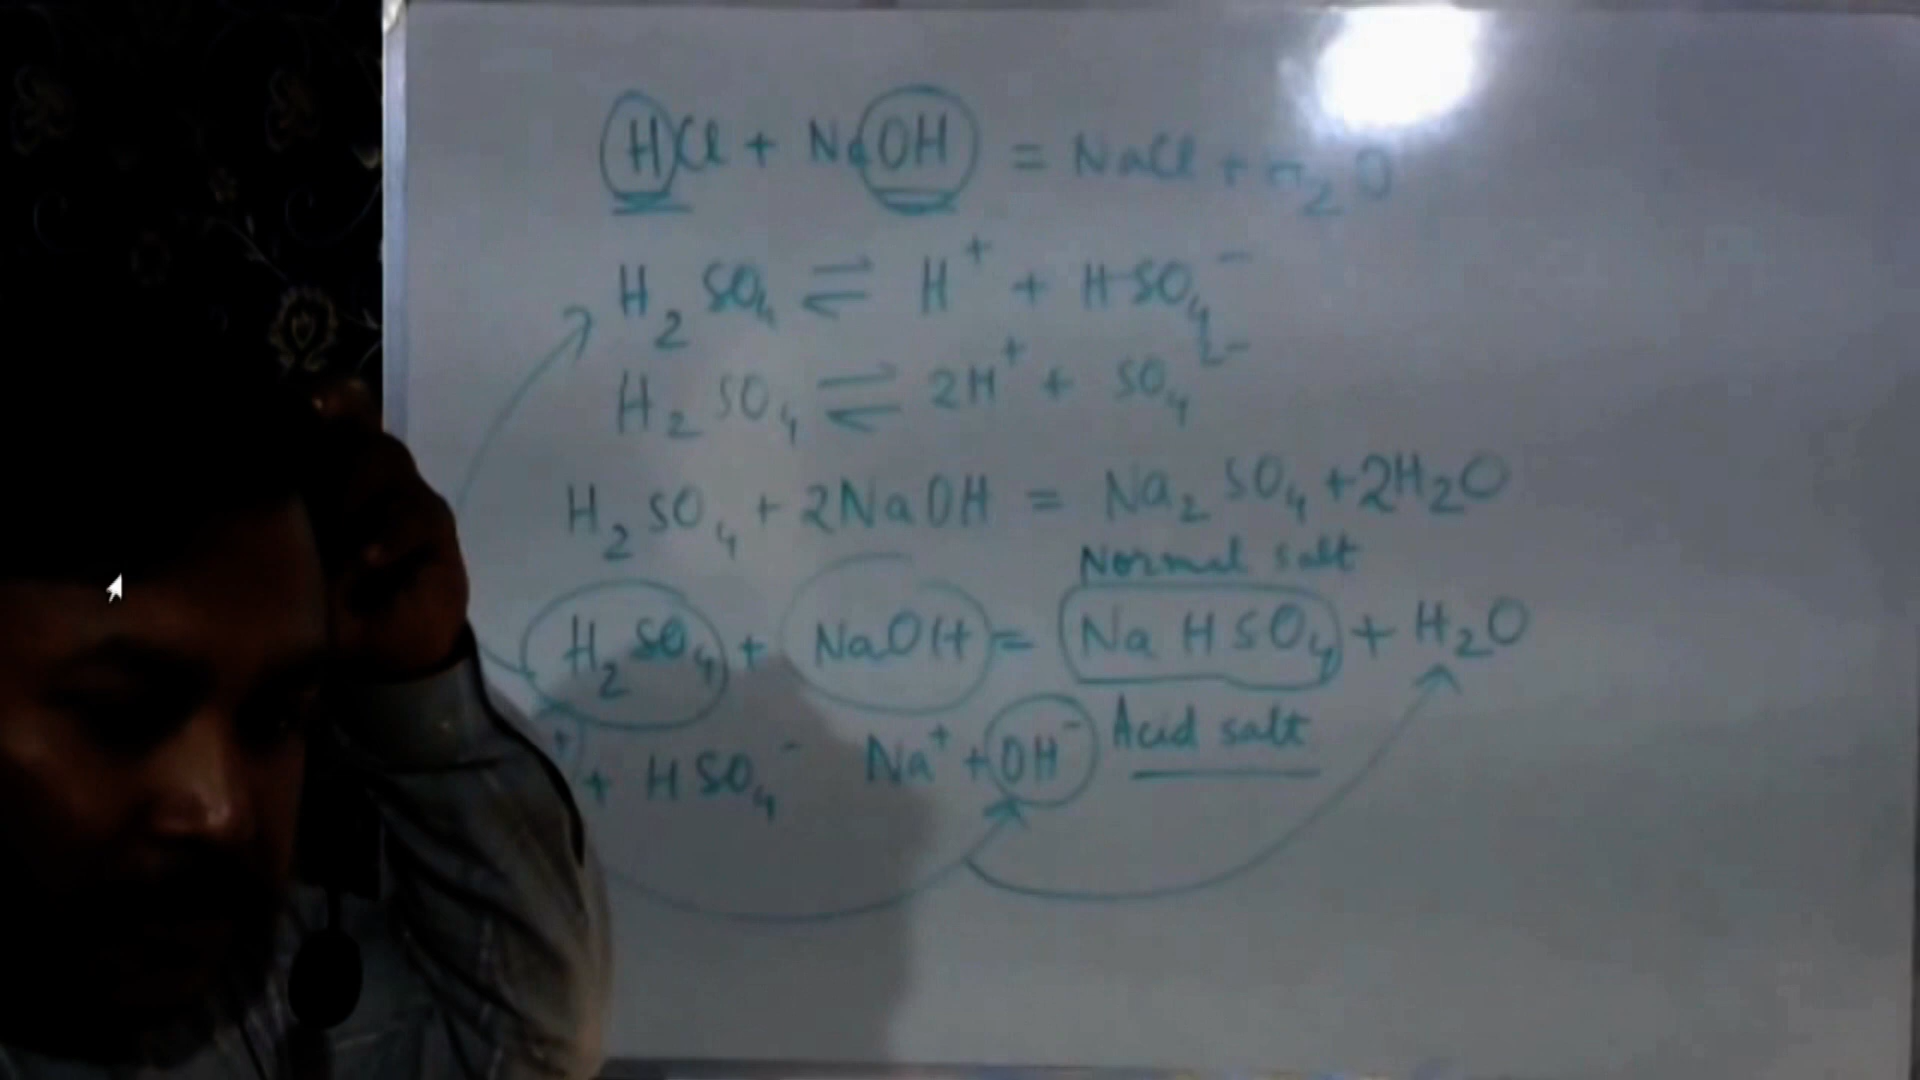 HCl + NaOH = NaCl + H₂O
H₂SO₄ ⇌ H⁺ + HSO₄⁻
H₂SO₄ ⇌ 2H⁺ + SO₄²⁻
H₂SO₄ + 2NaOH = Na₂SO₄ + 2H₂O
Normal salt
H₂SO₄ + NaOH = NaHSO₄ + H₂O
⁺ + HSO₄⁻ Na⁺ + OH⁻ Acid salt